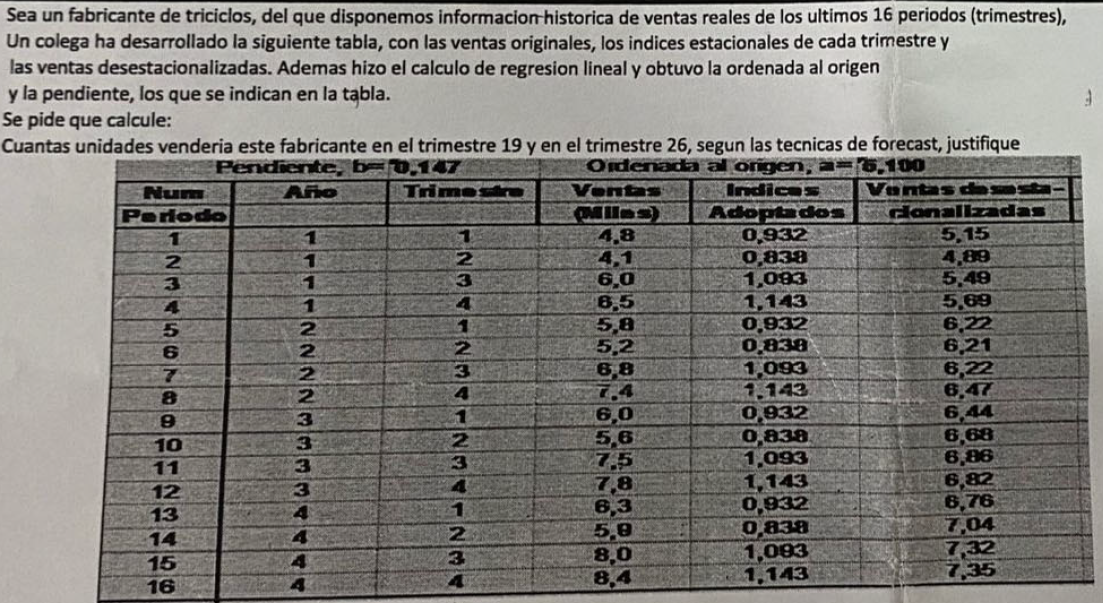 Sea un fabricante de triciclos, del que disponemos informacion historica de ventas reales de los ultimos 16 periodos (trimestres),
Un colega ha desarrollado la siguiente tabla, con las ventas originales, los indices estacionales de cada trimestre y
las ventas desestacionalizadas. Ademas hizo el calculo de regresion lineal y obtuvo la ordenada al origen
y la pendiente, los que se indican en la tabla.
Se pide que calcule:
Cuantas unidades venderia este fabricante en el trimestre 19 y en el trimestre 26, segun las tecnicas de forecast, justifique
Pendiente, b= 0,147 Ordenada al origen, a= 5,100
Num Año Trimestre Ventas Indices Ventas desesta-
Periodo (Miles) Adoptados cionalizadas
1 1 1 4,8 0,932 5,15
2 1 2 4,1 0,838 4,89
3 1 3 6,0 1,093 5,49
4 1 4 6,5 1,143 5,69
5 2 1 5,8 0,932 6,22
6 2 2 5,2 0,838 6,21
7 2 3 6,8 1,093 6,22
8 2 4 7,4 1,143 6,47
9 3 1 6,0 0,932 6,44
10 3 2 5,6 0,838 6,68
11 3 3 7,5 1,093 6,86
12 3 4 7,8 1,143 6,82
13 4 1 6,3 0,932 6,76
14 4 2 5,9 0,838 7,04
15 4 3 8,0 1,093 7,32
16 4 4 8,4 1,143 7,35